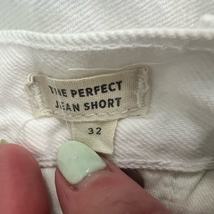 THE PERFECT
JEAN SHORT
32